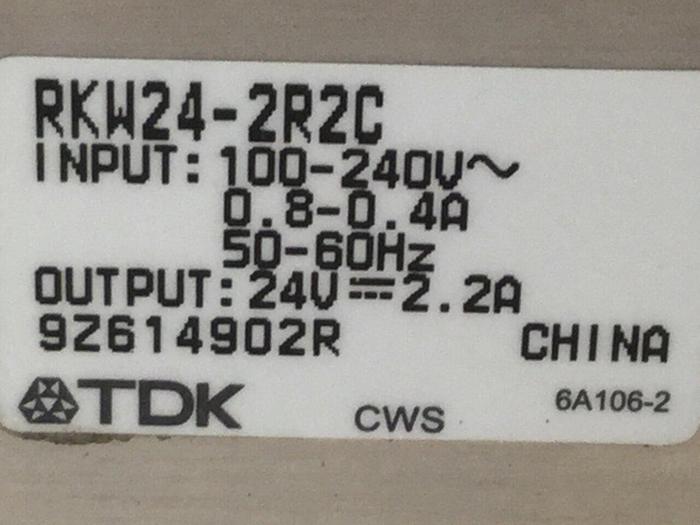 RKW24-2R2C
INPUT: 100-240V~
0.8-0.4A
50-60Hz
OUTPUT: 24V⎓2.2A
9Z614902R CHINA
TDK CWS 6A106-2